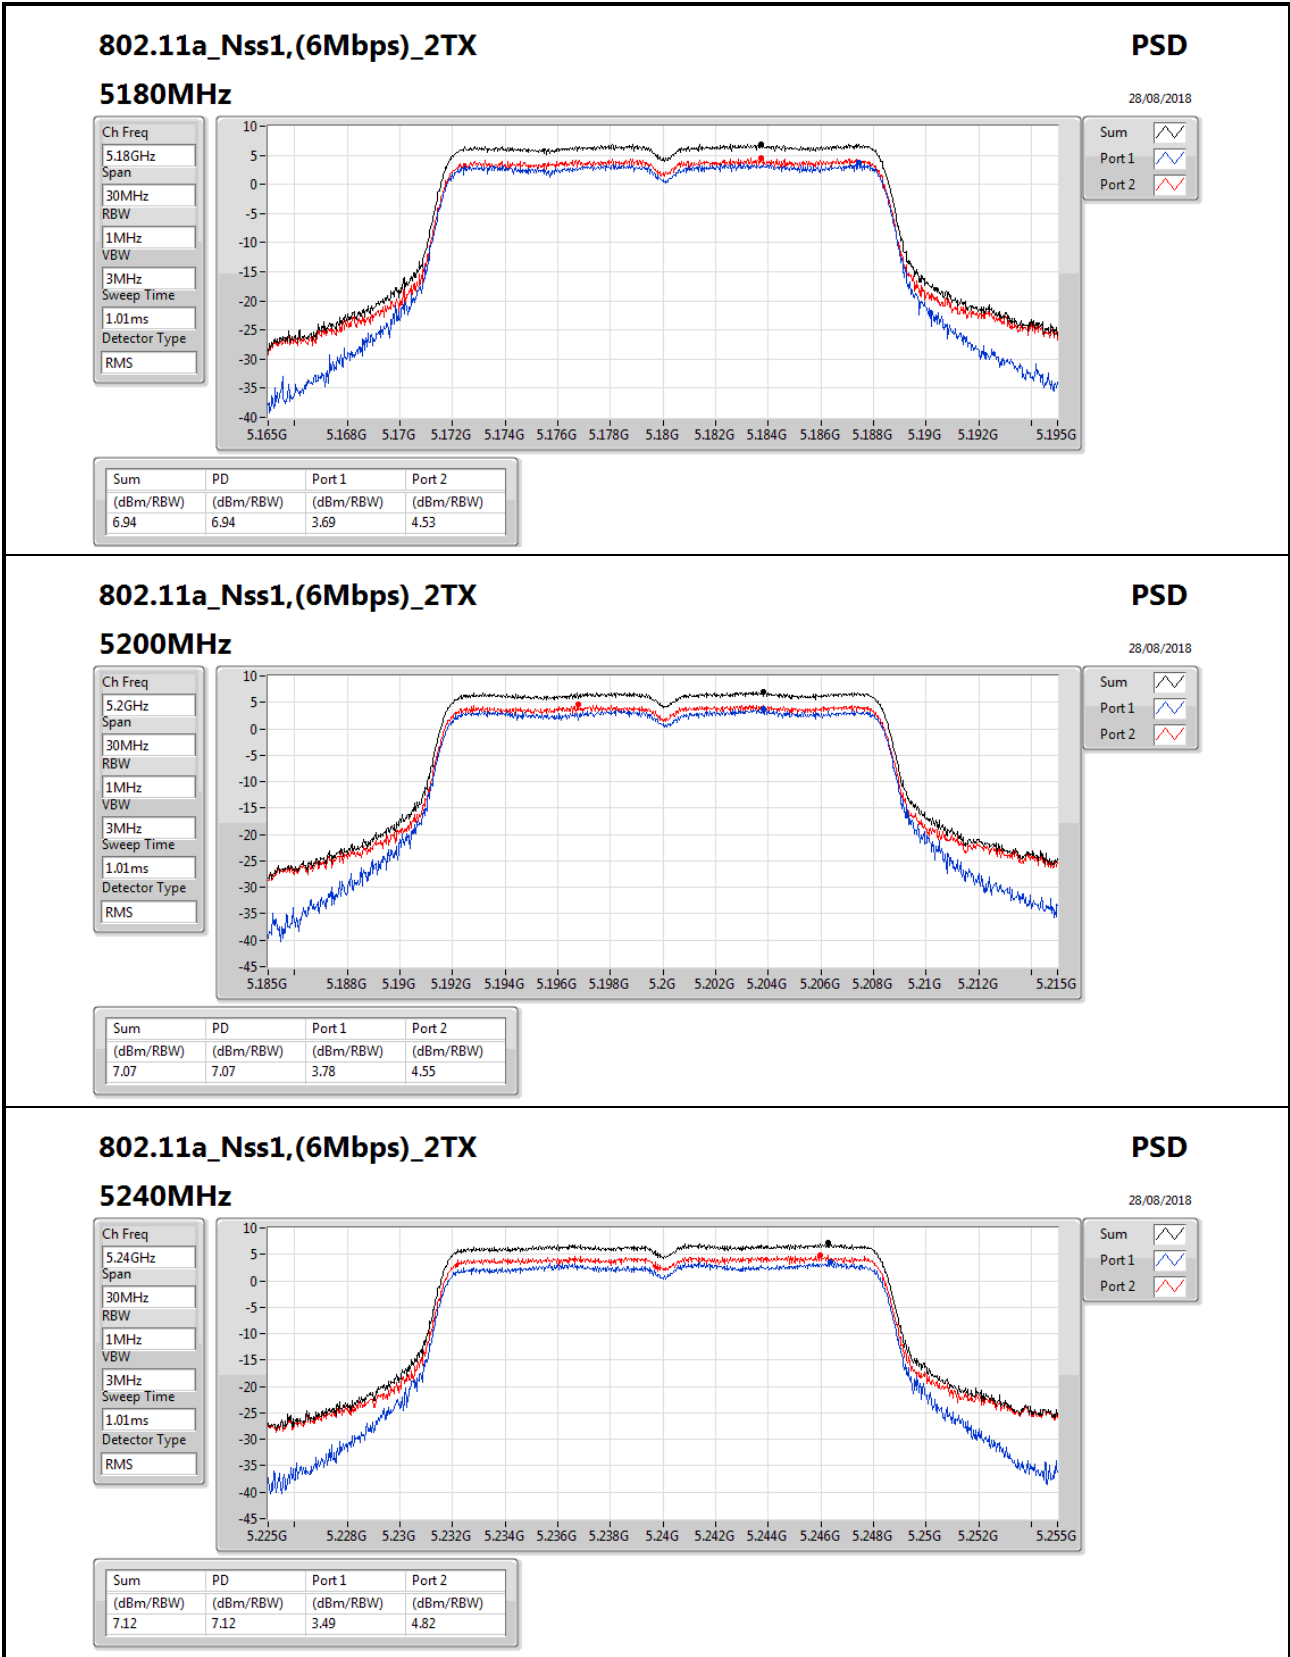 802.11a_Nss1,(6Mbps)_2TX PSD
5180MHz 28/08/2018
Ch Freq
5.18GHz
Span
30MHz
RBW
1MHz
VBW
3MHz
Sweep Time
1.01ms
Detector Type
RMS
10
5
0
-5
-10
-15
-20
-25
-30
-35
-40
5.165G 5.168G 5.17G 5.172G 5.174G 5.176G 5.178G 5.18G 5.182G 5.184G 5.186G 5.188G 5.19G 5.192G 5.195G
Sum
Port 1
Port 2
Sum PD Port 1 Port 2
(dBm/RBW) (dBm/RBW) (dBm/RBW) (dBm/RBW)
6.94 6.94 3.69 4.53
802.11a_Nss1,(6Mbps)_2TX PSD
5200MHz 28/08/2018
Ch Freq
5.2GHz
Span
30MHz
RBW
1MHz
VBW
3MHz
Sweep Time
1.01ms
Detector Type
RMS
10
5
0
-5
-10
-15
-20
-25
-30
-35
-40
-45
5.185G 5.188G 5.19G 5.192G 5.194G 5.196G 5.198G 5.2G 5.202G 5.204G 5.206G 5.208G 5.21G 5.212G 5.215G
Sum
Port 1
Port 2
Sum PD Port 1 Port 2
(dBm/RBW) (dBm/RBW) (dBm/RBW) (dBm/RBW)
7.07 7.07 3.78 4.55
802.11a_Nss1,(6Mbps)_2TX PSD
5240MHz 28/08/2018
Ch Freq
5.24GHz
Span
30MHz
RBW
1MHz
VBW
3MHz
Sweep Time
1.01ms
Detector Type
RMS
10
5
0
-5
-10
-15
-20
-25
-30
-35
-40
-45
5.225G 5.228G 5.23G 5.232G 5.234G 5.236G 5.238G 5.24G 5.242G 5.244G 5.246G 5.248G 5.25G 5.252G 5.255G
Sum
Port 1
Port 2
Sum PD Port 1 Port 2
(dBm/RBW) (dBm/RBW) (dBm/RBW) (dBm/RBW)
7.12 7.12 3.49 4.82